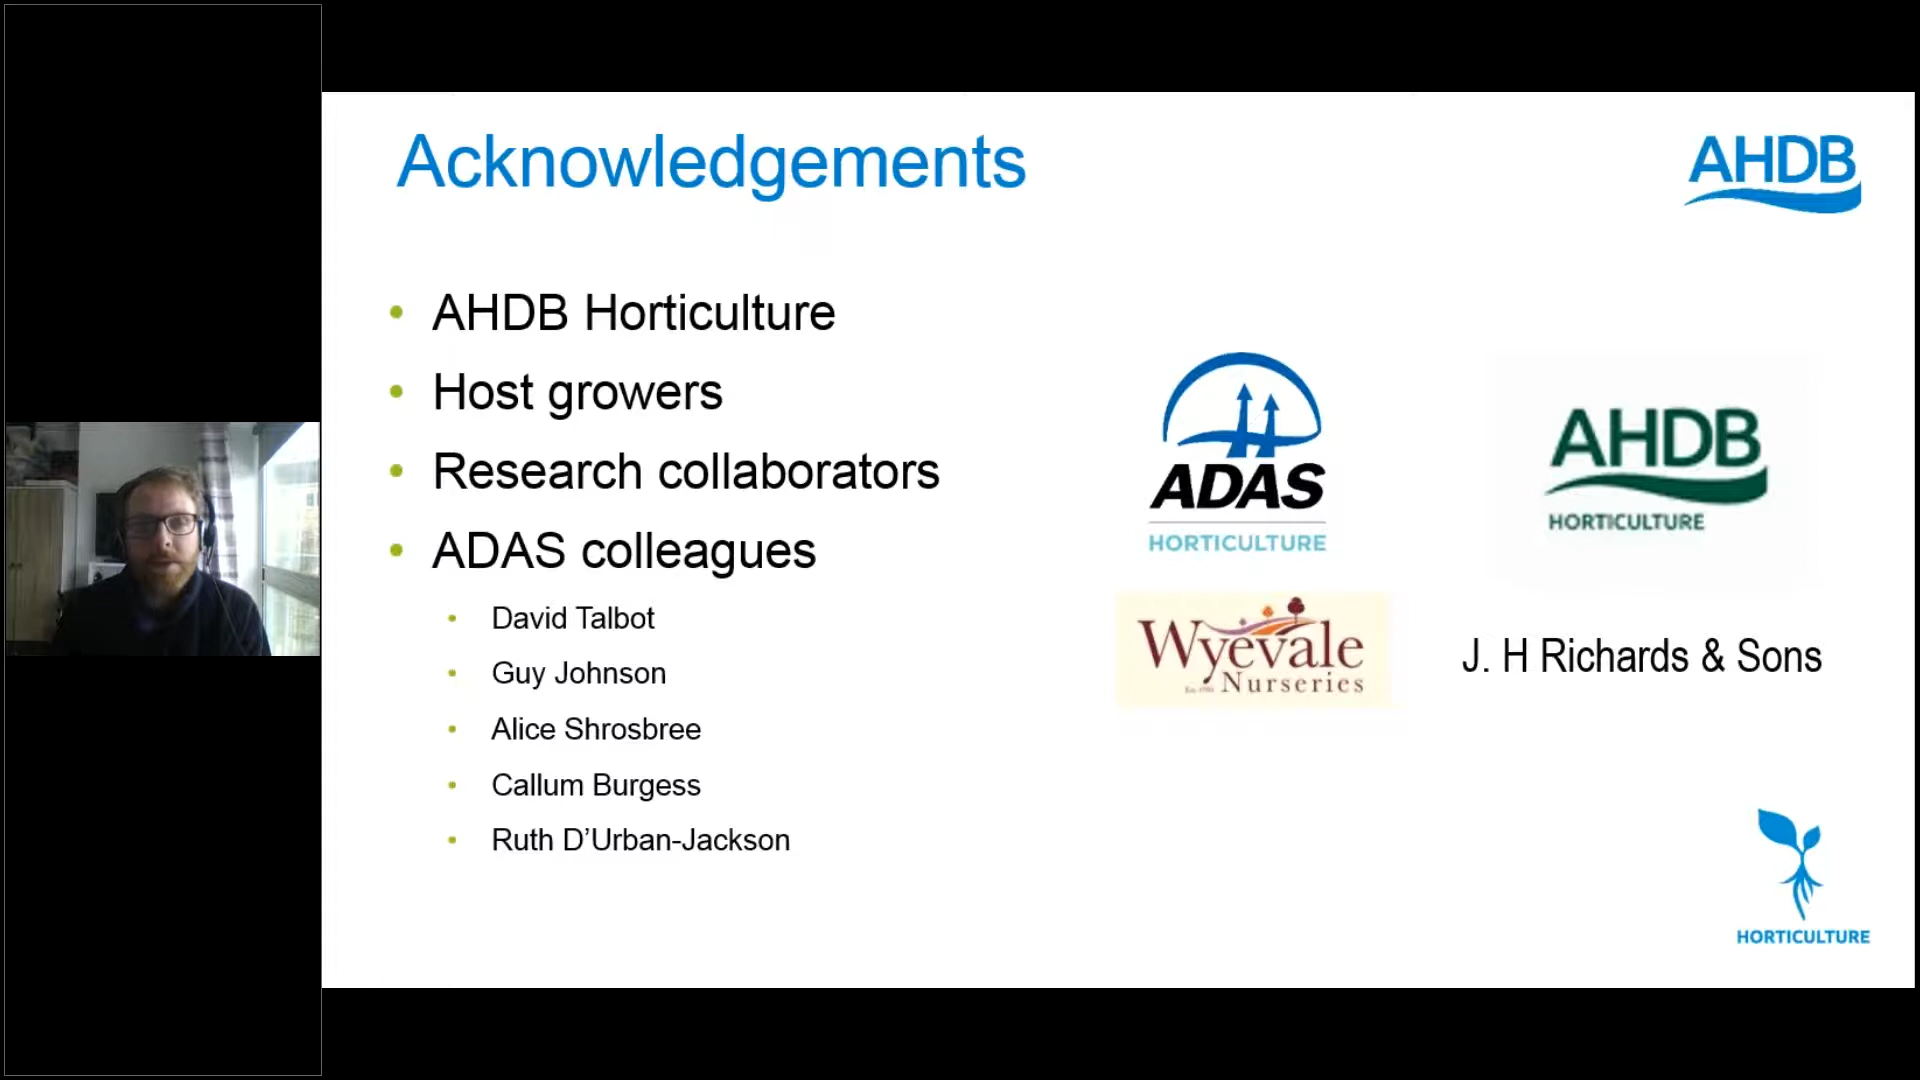 Acknowledgements
AHDB
AHDB Horticulture
Host growers
Research collaborators
ADAS colleagues
David Talbot
Guy Johnson
Alice Shrosbree
Callum Burgess
Ruth D’Urban-Jackson
ADAS
HORTICULTURE
AHDB
HORTICULTURE
Wyevale
Nurseries
J. H Richards & Sons
HORTICULTURE